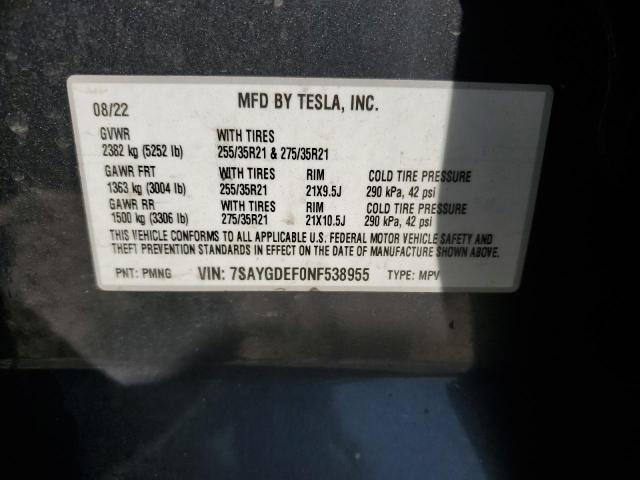 08/22 MFD BY TESLA, INC.
GVWR WITH TIRES
2382 kg (5252 lb) 255/35R21 & 275/35R21
GAWR FRT WITH TIRES RIM COLD TIRE PRESSURE
1363 kg (3004 lb) 255/35R21 21X9.5J 290 kPa, 42 psi
GAWR RR WITH TIRES RIM COLD TIRE PRESSURE
1500 kg (3306 lb) 275/35R21 21X10.5J 290 kPa, 42 psi
THIS VEHICLE CONFORMS TO ALL APPLICABLE U.S. FEDERAL MOTOR VEHICLE SAFETY AND
THEFT PREVENTION STANDARDS IN EFFECT ON THE DATE OF MANUFACTURE SHOWN ABOVE.
PNT: PMNG VIN: 7SAYGDEF0NF538955 TYPE: MPV